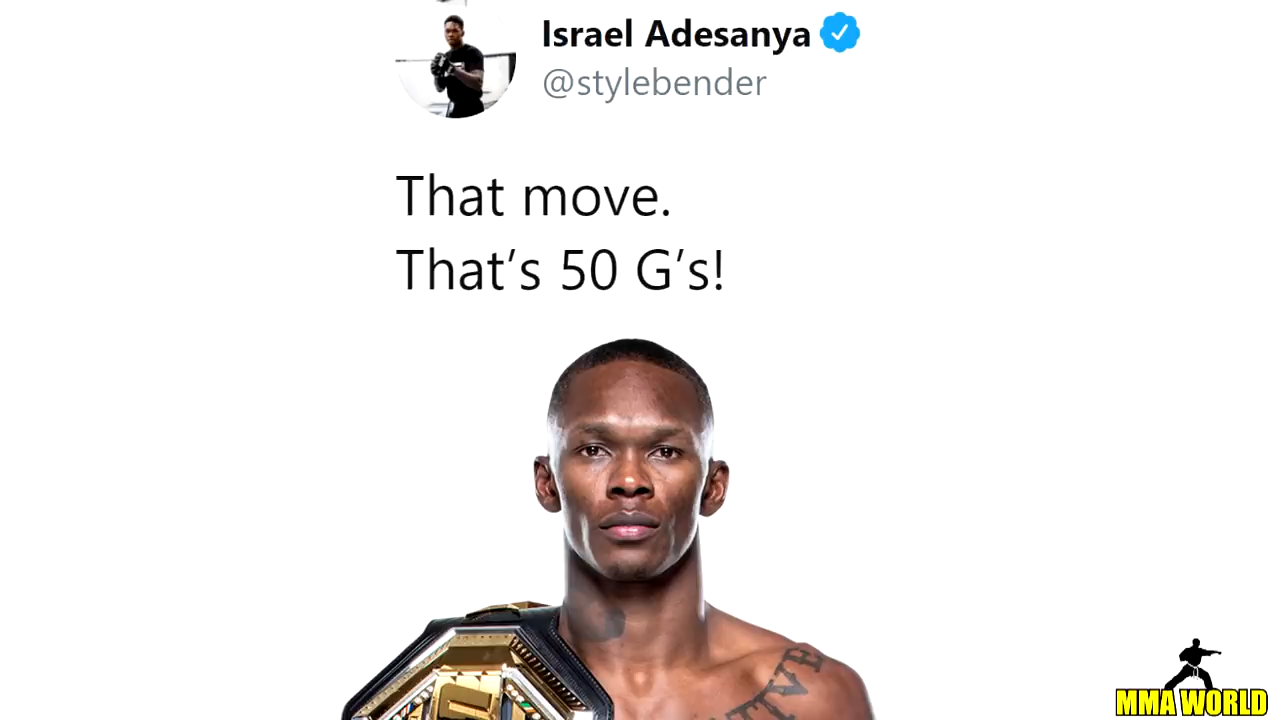 Israel Adesanya
@stylebender
That move.
That’s 50 G’s!
MMA WORLD